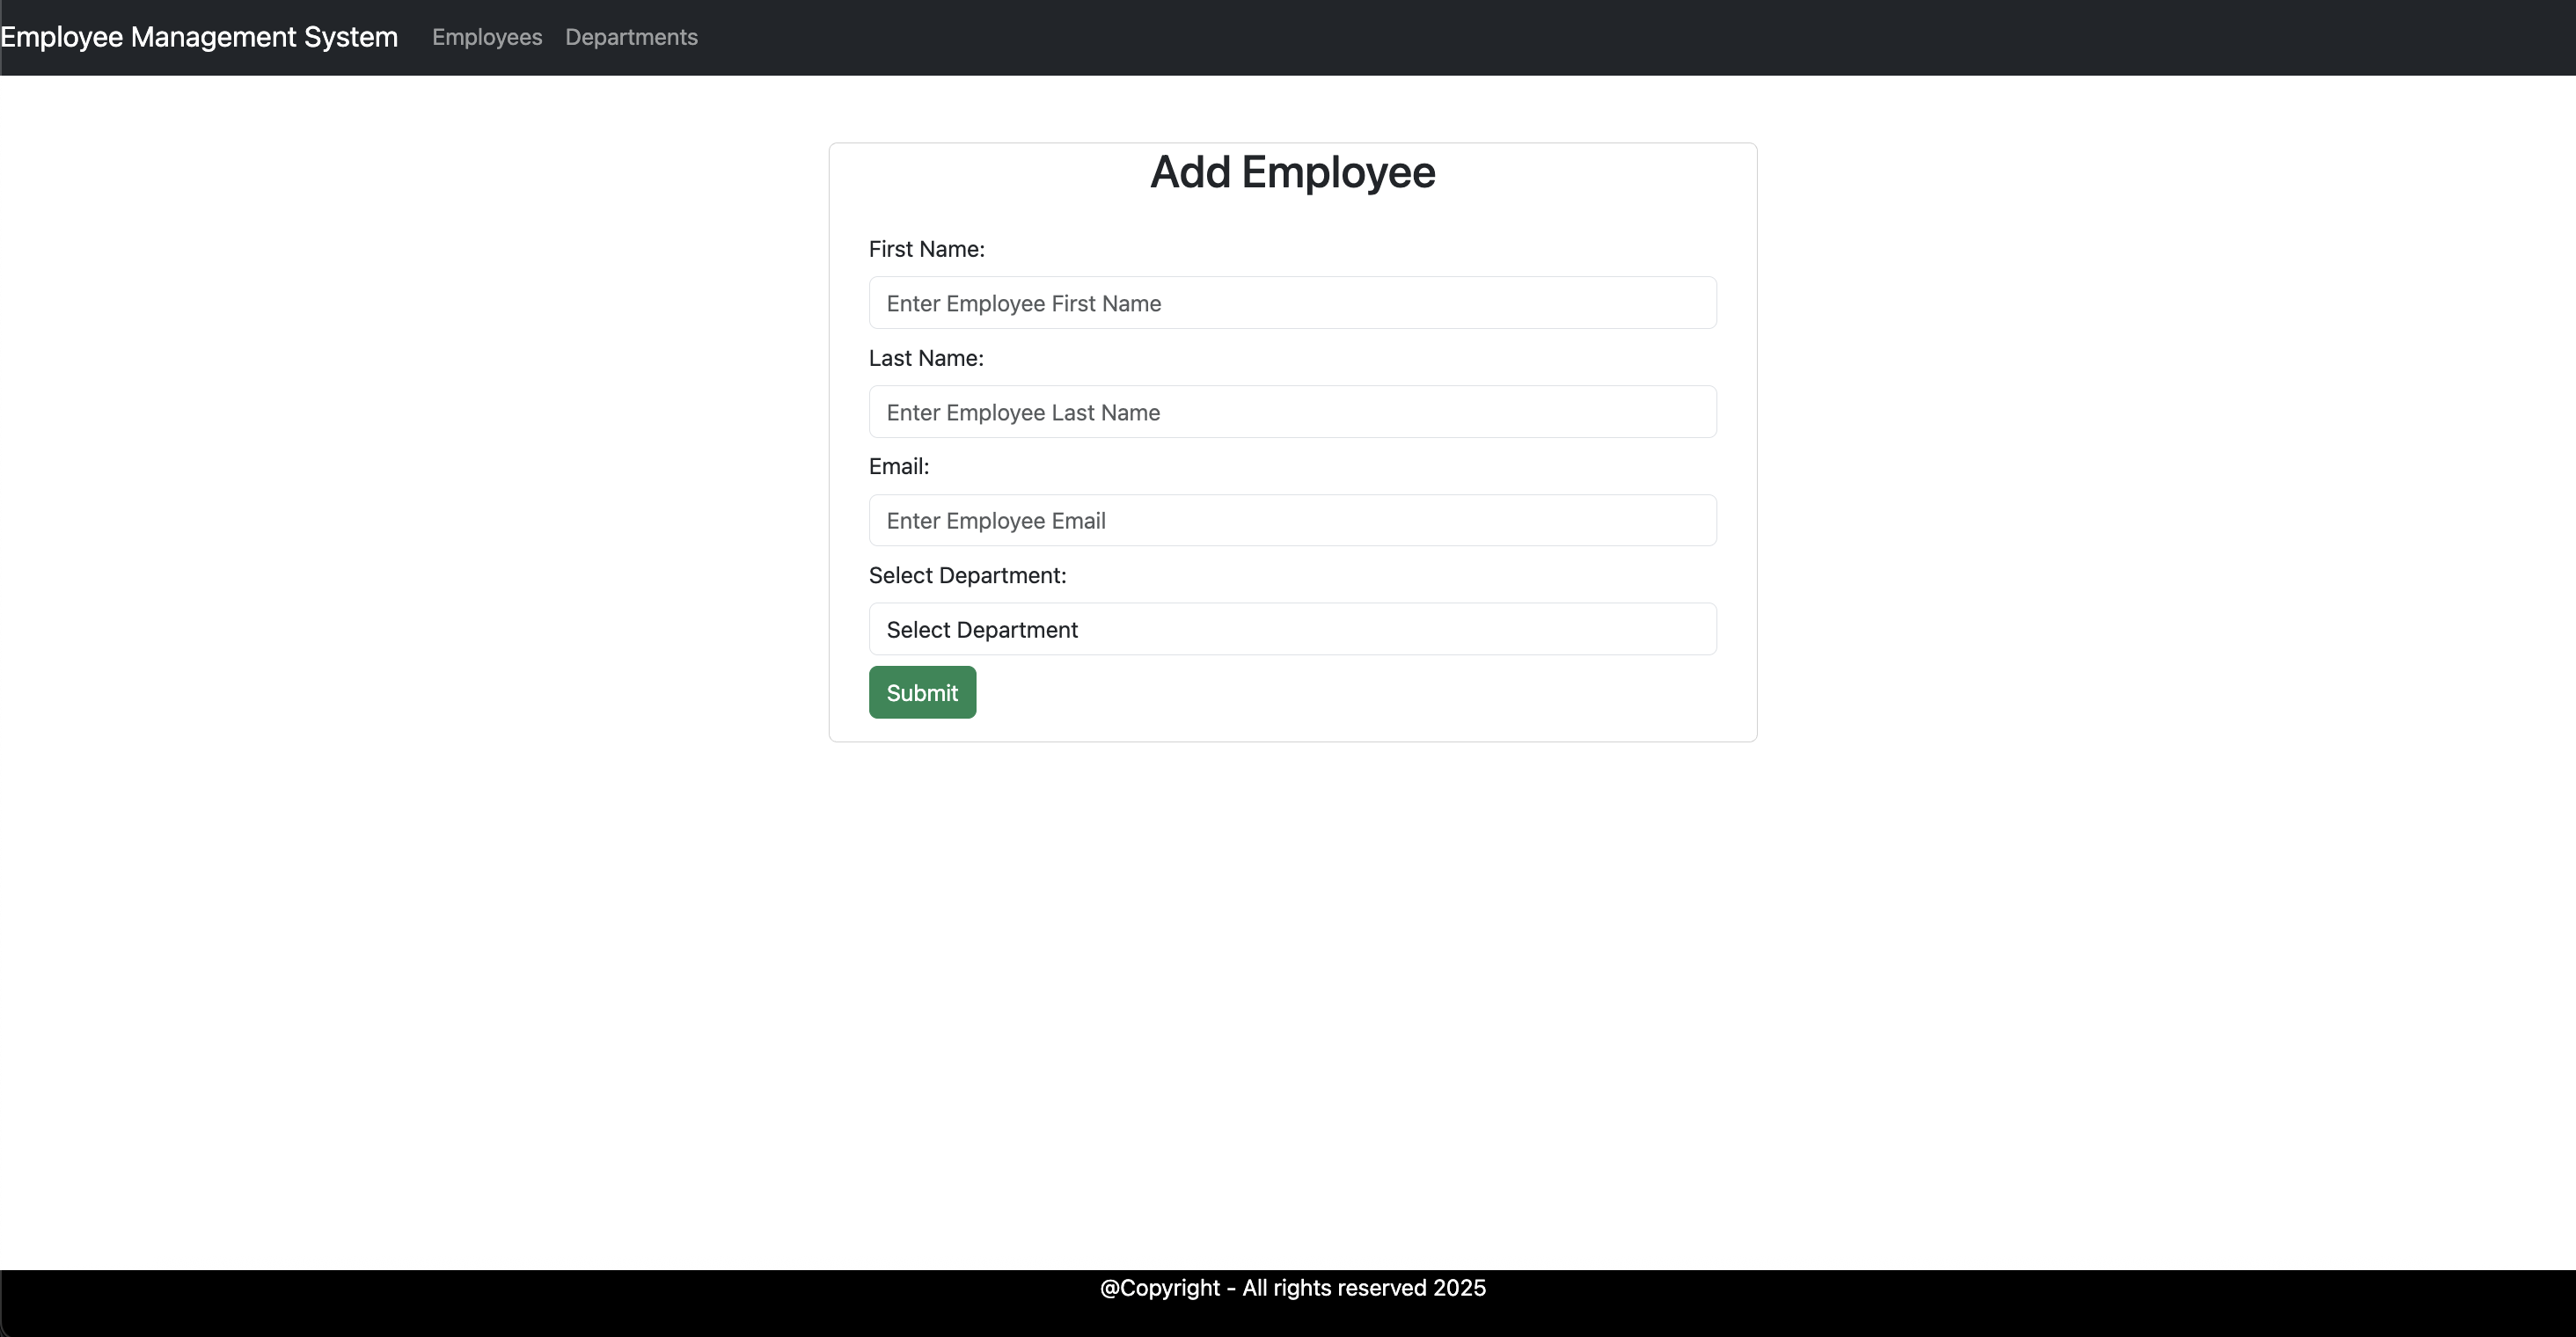 Employee Management System Employees Departments
Add Employee
First Name:
Enter Employee First Name
Last Name:
Enter Employee Last Name
Email:
Enter Employee Email
Select Department:
Select Department
Submit
@Copyright - All rights reserved 2025